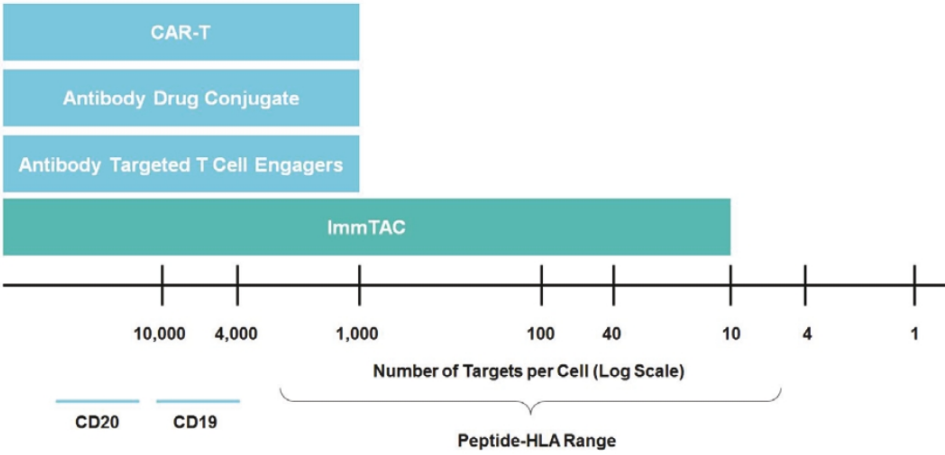 CAR-T
Antibody Drug Conjugate
Antibody Targeted T Cell Engagers
ImmTAC
10,000 4,000 1,000 100 40 10 4 1
Number of Targets per Cell (Log Scale)
CD20 CD19
Peptide-HLA Range